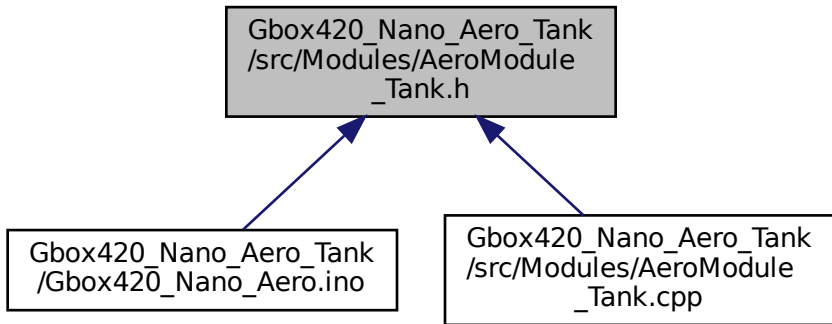 Gbox420_Nano_Aero_Tank
/src/Modules/AeroModule
_Tank.h
Gbox420_Nano_Aero_Tank
/Gbox420_Nano_Aero.ino
Gbox420_Nano_Aero_Tank
/src/Modules/AeroModule
_Tank.cpp